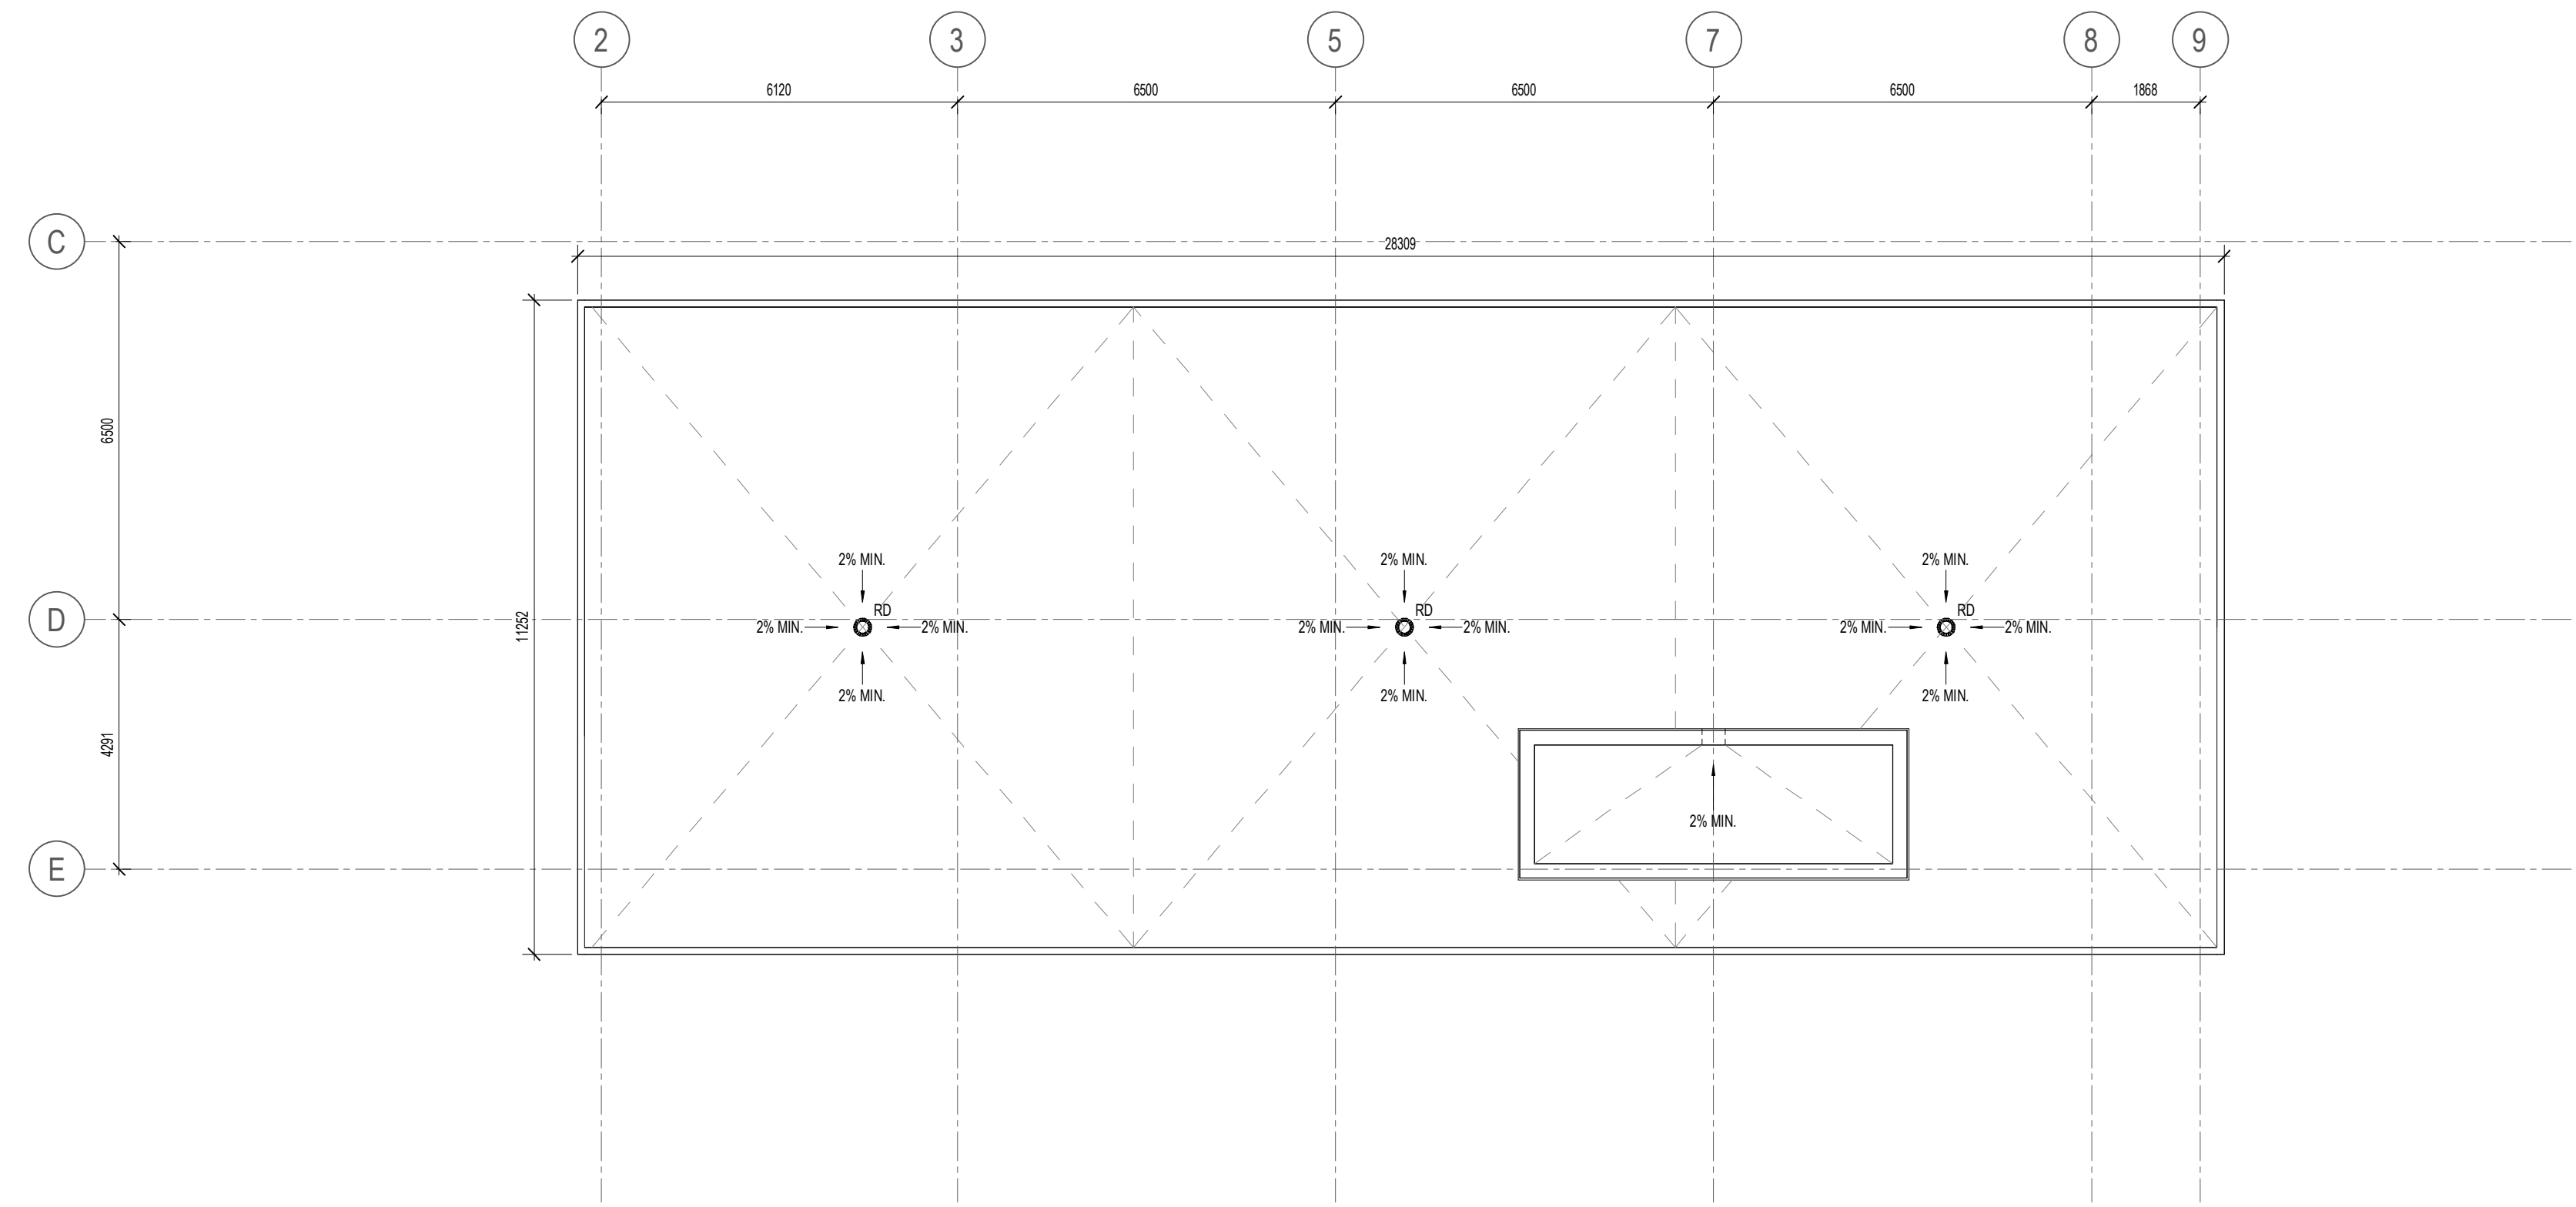 2 3 5 7 8 9
6120 6500 6500 6500 1868
C
28309
6500
2% MIN. 2% MIN. 2% MIN.
D
RD RD RD
2% MIN. 2% MIN. 2% MIN. 2% MIN. 2% MIN. 2% MIN.
11252
2% MIN. 2% MIN. 2% MIN.
4291
2% MIN.
E